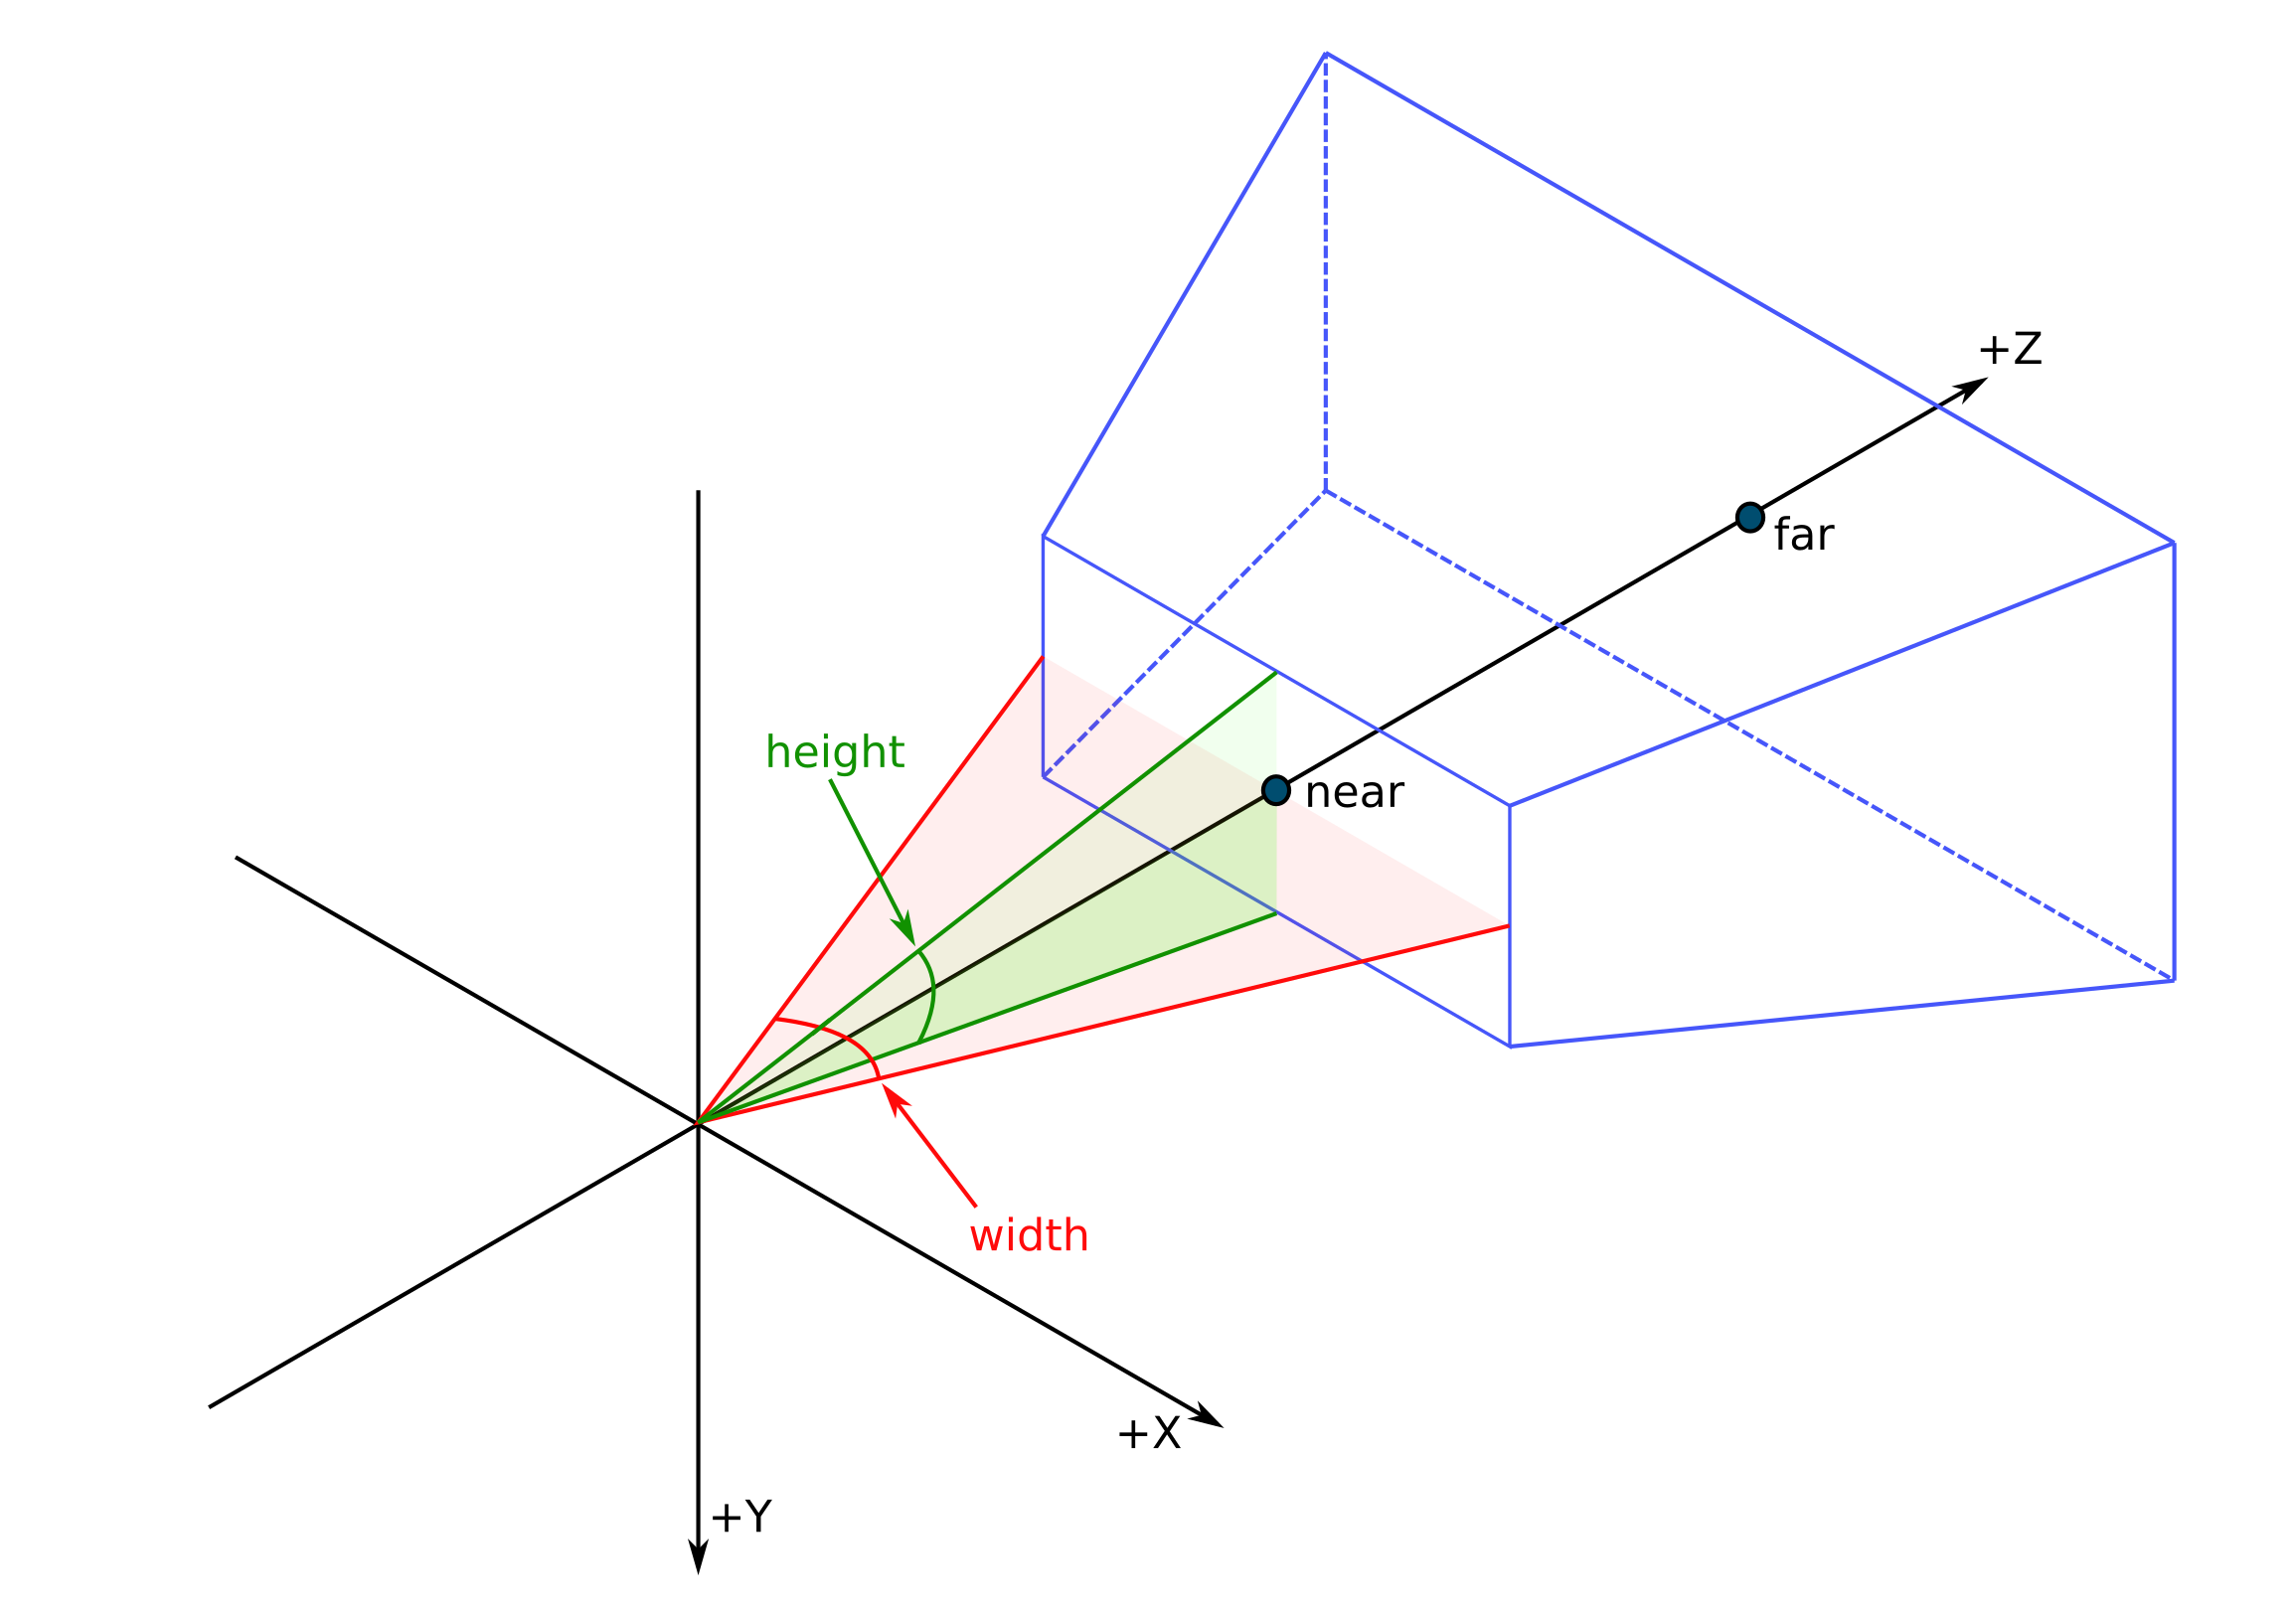 +Z
far
height
near
width
+X
+Y